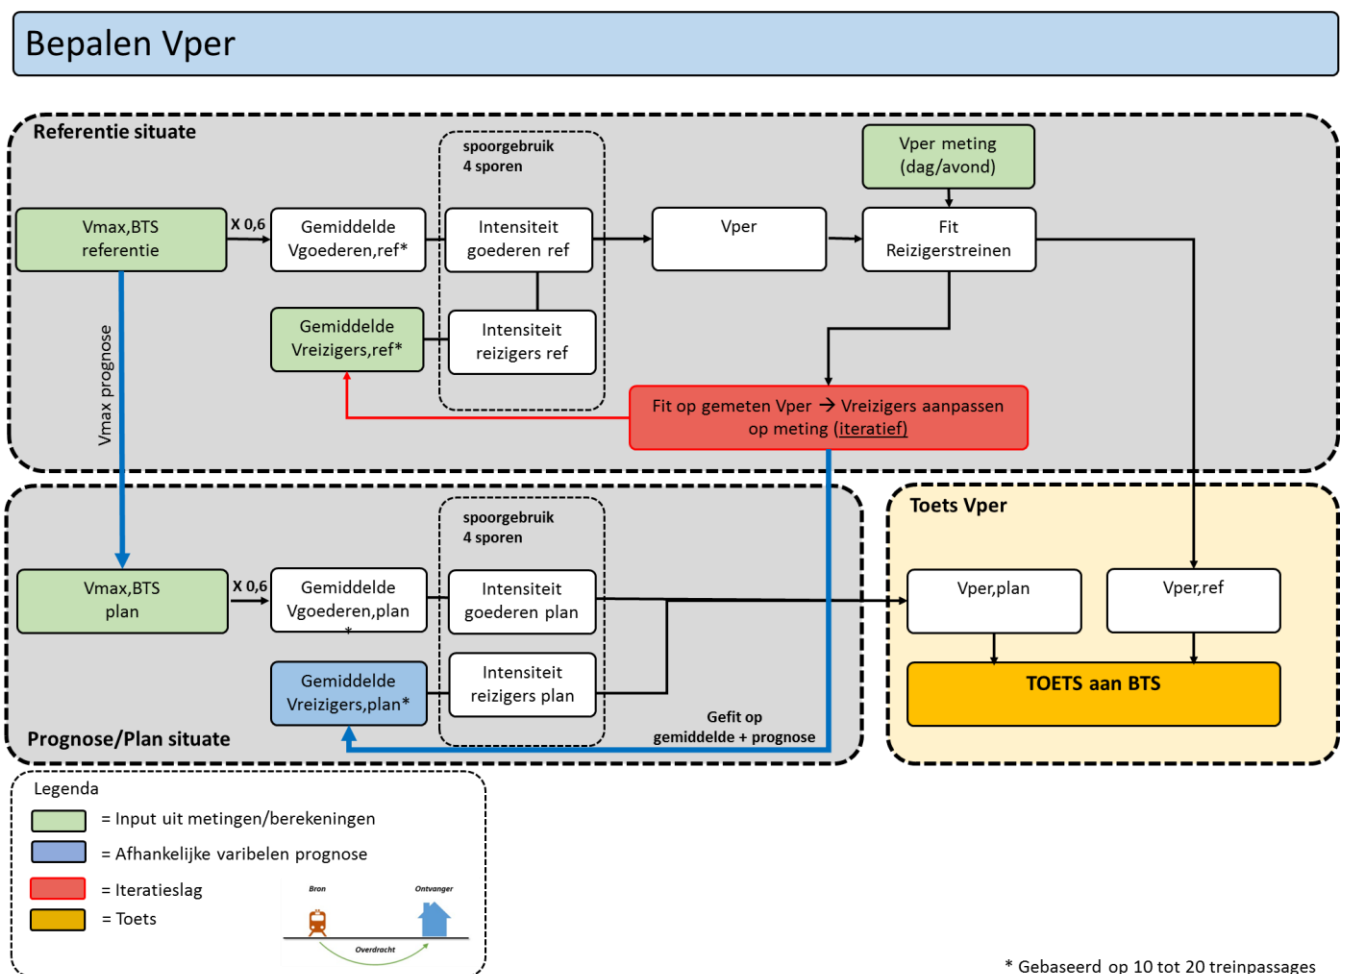 Bepalen Vper
Referentie situate
spoorgebruik
4 sporen
Vper meting
(dag/avond)
Vmax,BTS
referentie
X 0,6
Gemiddelde
Vgoederen,ref*
Intensiteit
goederen ref
Vper
Fit
Reizigerstreinen
Gemiddelde
Vreizigers,ref*
Intensiteit
reizigers ref
Vmax prognose
Fit op gemeten Vper → Vreizigers aanpassen
op meting (iteratief)
spoorgebruik
4 sporen
Toets Vper
Vmax,BTS
plan
X 0,6
Gemiddelde
Vgoederen,plan
*
Intensiteit
goederen plan
Vper,plan
Vper,ref
Gemiddelde
Vreizigers,plan*
Intensiteit
reizigers plan
TOETS aan BTS
Gefit op
gemiddelde + prognose
Prognose/Plan situate
Legenda
= Input uit metingen/berekeningen
= Afhankelijke varibelen prognose
= Iteratieslag
= Toets
Bron
Ontvanger
Overdracht
* Gebaseerd op 10 tot 20 treinpassages